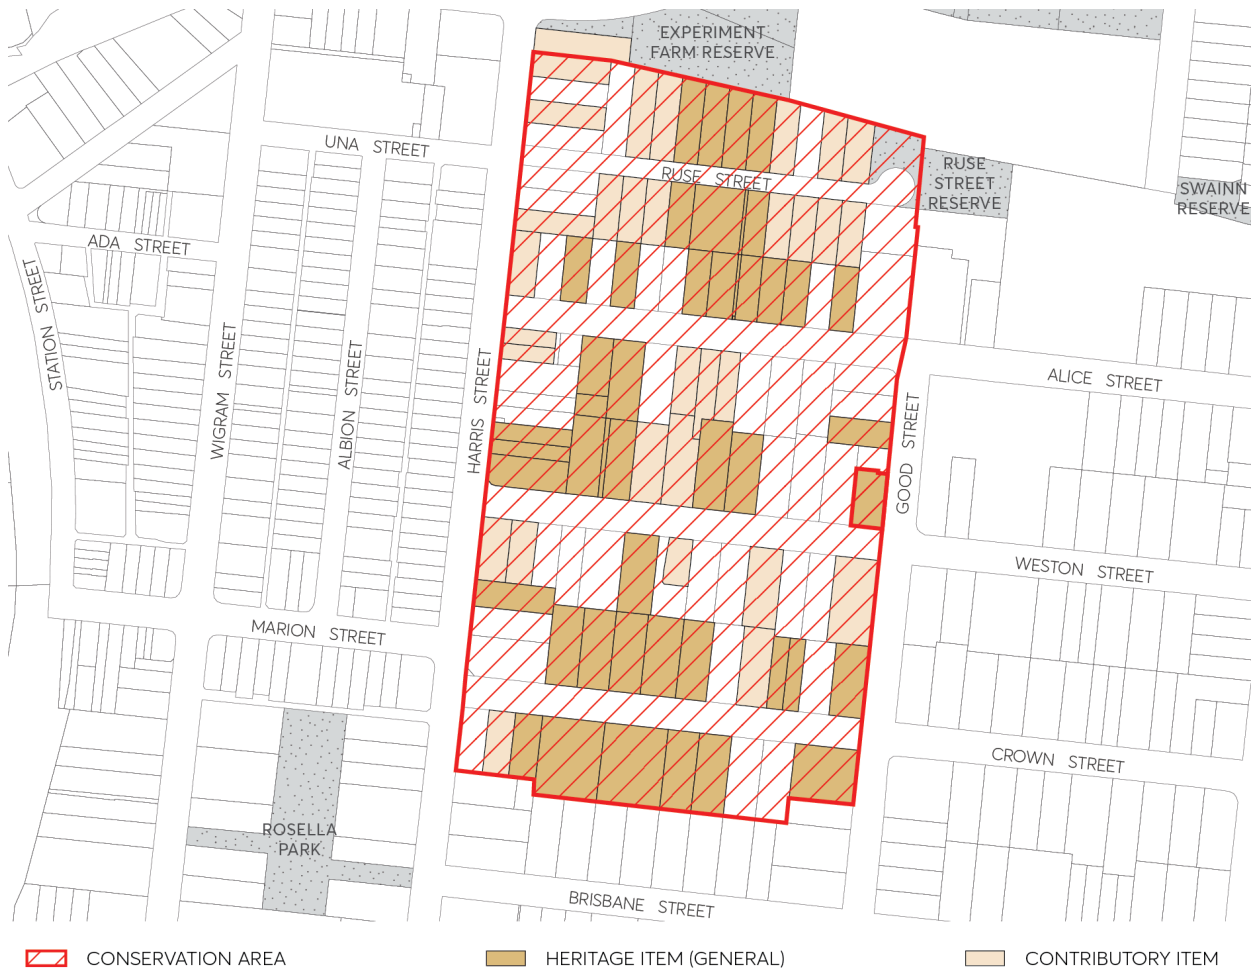 EXPERIMENT
FARM RESERVE
UNA STREET
RUSE STREET
RUSE
STREET
RESERVE
SWAINN
RESERVE
ADA STREET
STATION STREET
WIGRAM STREET
ALBION STREET
HARRIS STREET
ALICE STREET
GOOD STREET
WESTON STREET
MARION STREET
CROWN STREET
ROSELLA
PARK
BRISBANE STREET
CONSERVATION AREA
HERITAGE ITEM (GENERAL)
CONTRIBUTORY ITEM